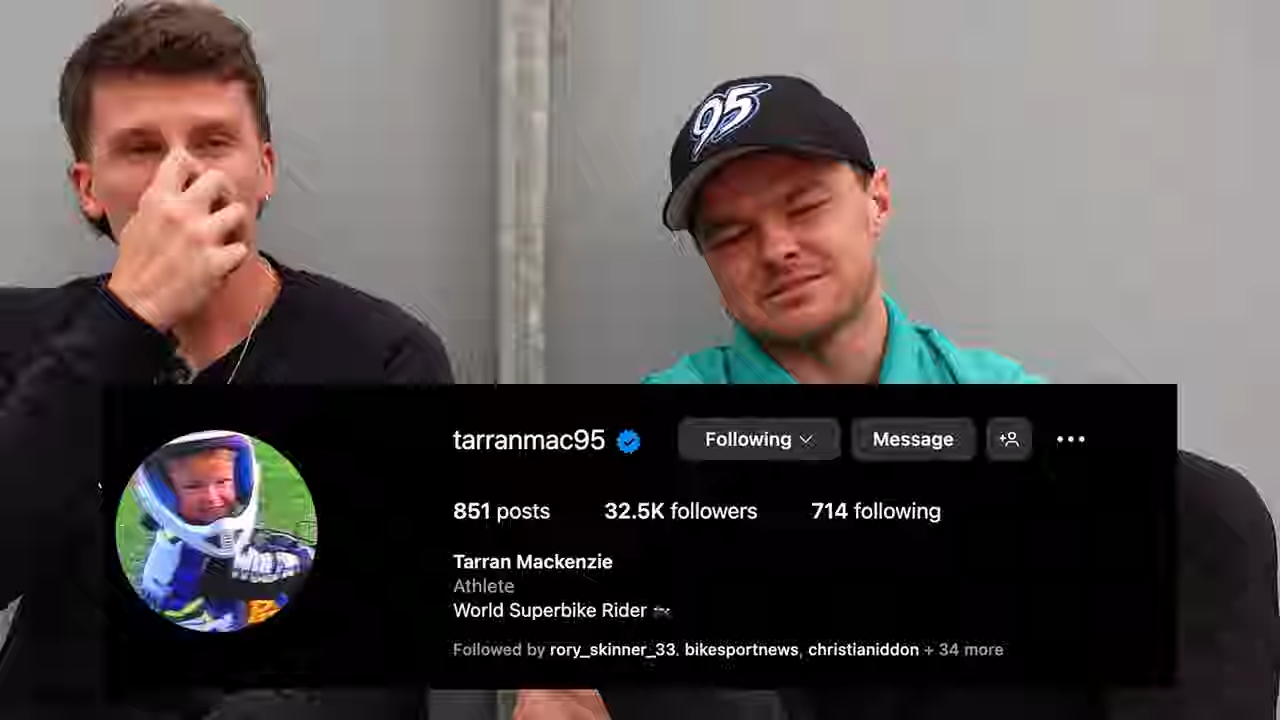 95
tarranmac95 Following Message
851 posts 32.5K followers 714 following
Tarran Mackenzie
Athlete
World Superbike Rider
Followed by rory_skinner_33, bikesportnews, christianiddon + 34 more